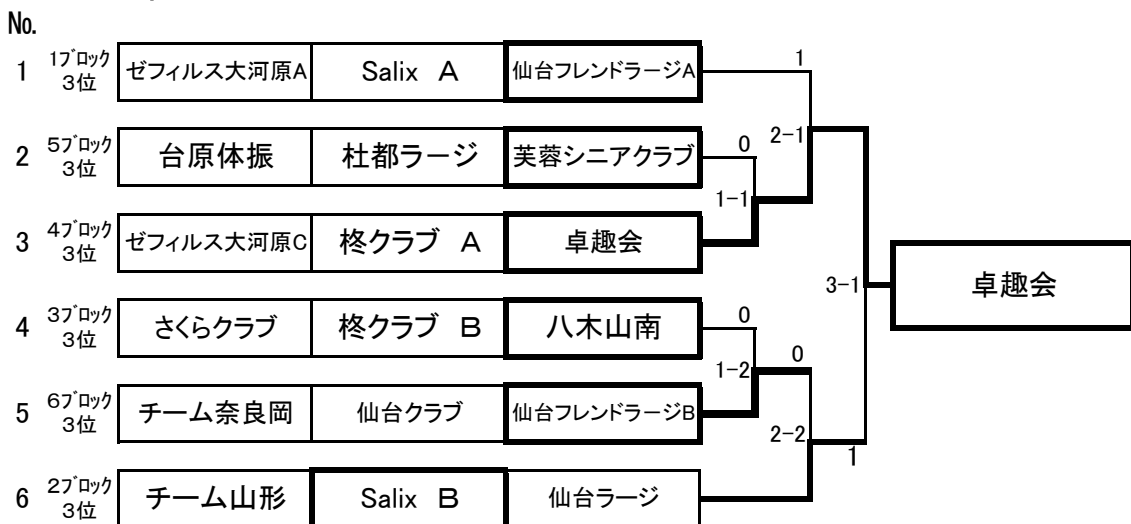 No.
1 1ブロック 3位 ゼフィルス大河原A Salix A 仙台フレンドラージA 1
2-1
2 5ブロック 3位 台原体振 杜都ラージ 芙蓉シニアクラブ 0
1-1
3 4ブロック 3位 ゼフィルス大河原C 柊クラブ A 卓趣会
3-1 卓趣会
4 3ブロック 3位 さくらクラブ 柊クラブ B 八木山南 0
1-2 0
5 6ブロック 3位 チーム奈良岡 仙台クラブ 仙台フレンドラージB
2-2 1
6 2ブロック 3位 チーム山形 Salix B 仙台ラージ